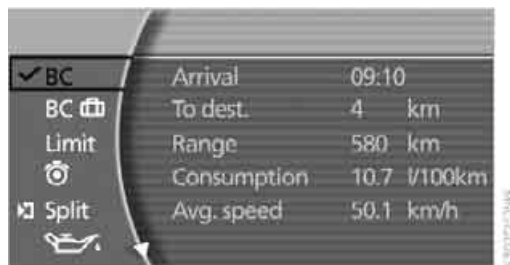 BC Arrival 09:10
BC To dest. 4 km
Limit Range 580 km
Consumption 10.7 l/100km
Split Avg. speed 50.1 km/h